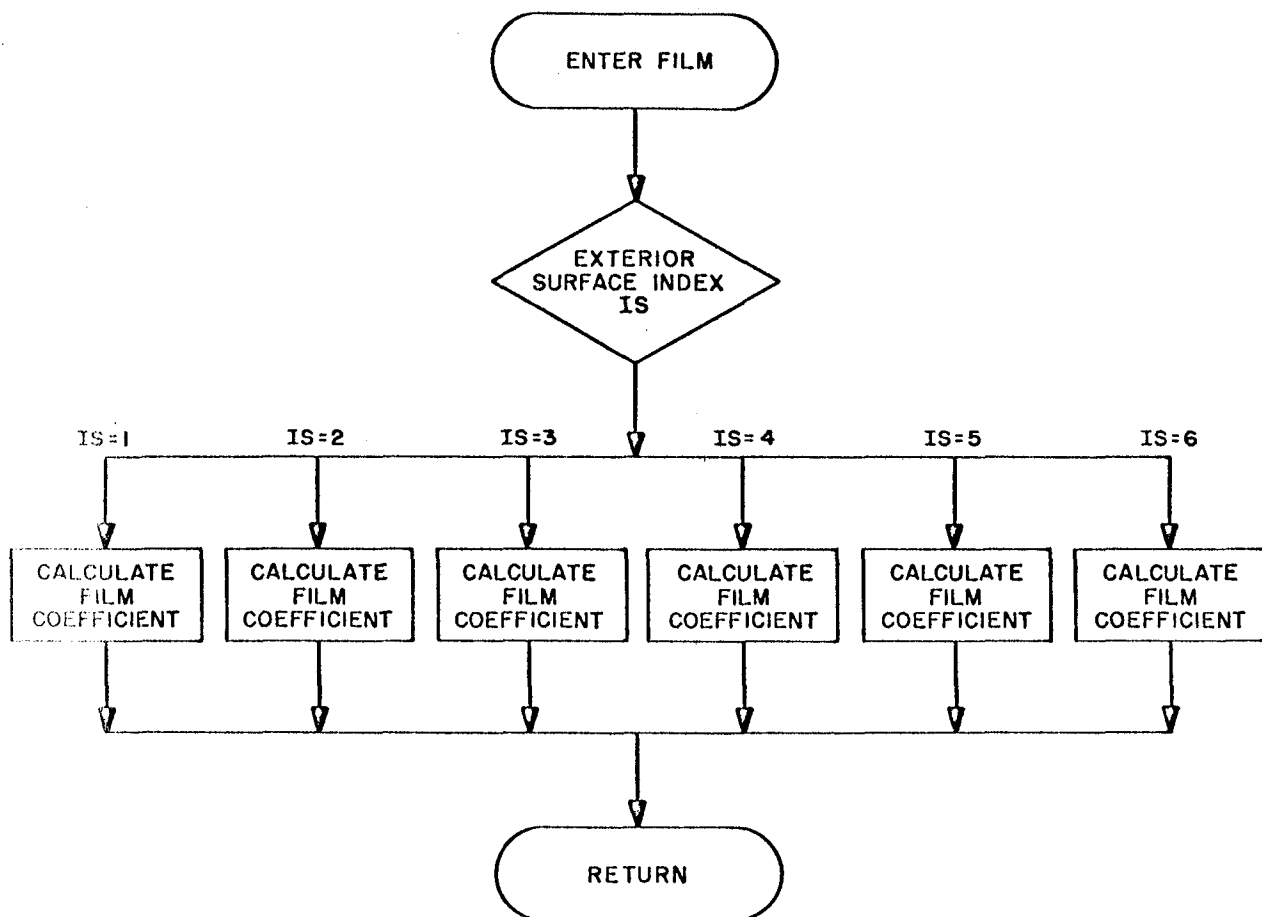 ENTER FILM
EXTERIOR
SURFACE INDEX
IS
IS=1
IS=2
IS=3
IS=4
IS=5
IS=6
CALCULATE
FILM
COEFFICIENT
CALCULATE
FILM
COEFFICIENT
CALCULATE
FILM
COEFFICIENT
CALCULATE
FILM
COEFFICIENT
CALCULATE
FILM
COEFFICIENT
CALCULATE
FILM
COEFFICIENT
RETURN